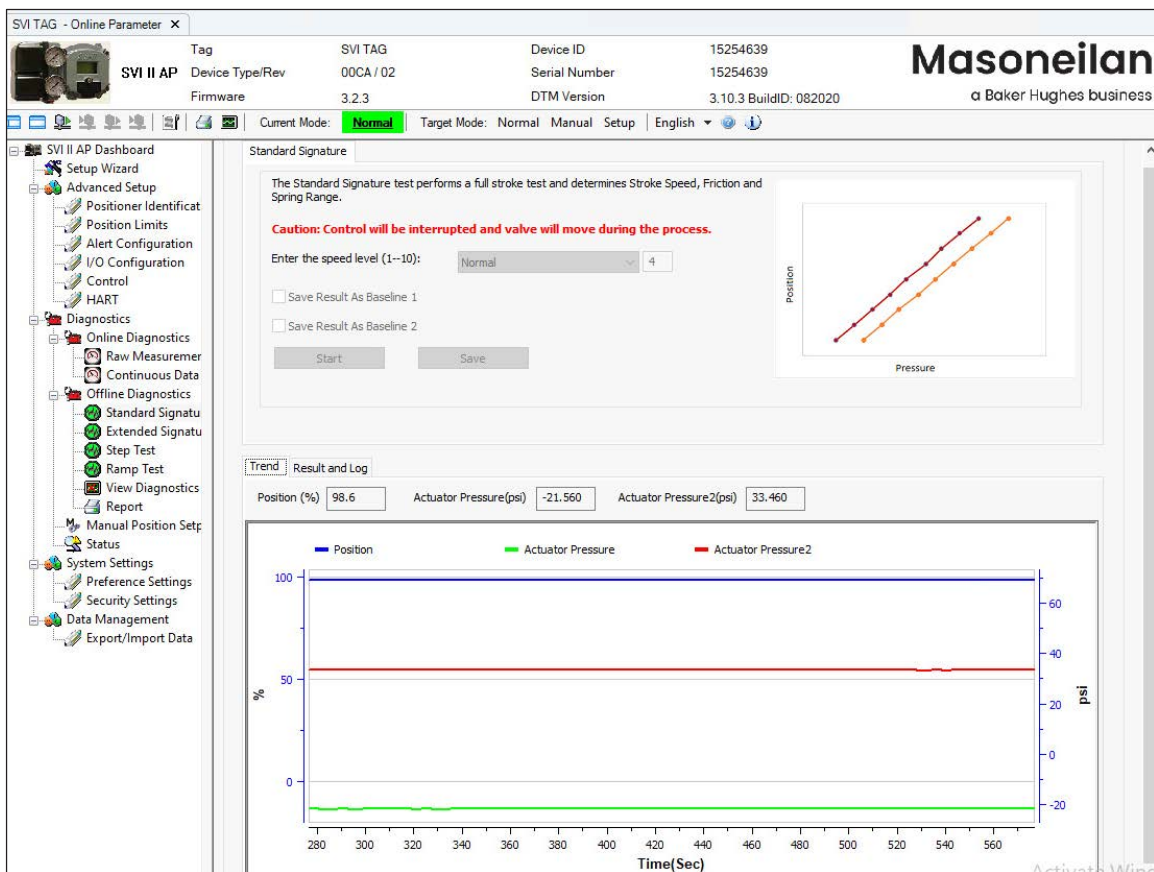 SVI TAG - Online Parameter X
Tag SVI TAG Device ID 15254639
SVI II AP Device Type/Rev 00CA / 02 Serial Number 15254639
Firmware 3.2.3 DTM Version 3.10.3 BuildID: 082020
Masoneilan
a Baker Hughes business
Current Mode: Normal Target Mode: Normal Manual Setup English
SVI II AP Dashboard
Setup Wizard
Advanced Setup
Positioner Identificat
Position Limits
Alert Configuration
I/O Configuration
Control
HART
Diagnostics
Online Diagnostics
Raw Measuremer
Continuous Data
Offline Diagnostics
Standard Signatu
Extended Signatu
Step Test
Ramp Test
View Diagnostics
Report
Manual Position Setp
Status
System Settings
Preference Settings
Security Settings
Data Management
Export/Import Data
Standard Signature
The Standard Signature test performs a full stroke test and determines Stroke Speed, Friction and
Spring Range.
Caution: Control will be interrupted and valve will move during the process.
Enter the speed level (1--10): Normal 4
Save Result As Baseline 1
Save Result As Baseline 2
Start Save
Position
Pressure
Trend Result and Log
Position (%) 98.6 Actuator Pressure(psi) -21.560 Actuator Pressure2(psi) 33.460
Position Actuator Pressure Actuator Pressure2
100
50
0
%
60
40
20
0
-20
psi
280 300 320 340 360 380 400 420 440 460 480 500 520 540 560
Time(Sec)